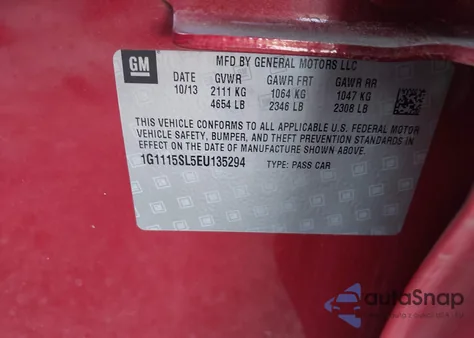 GM
MFD BY GENERAL MOTORS LLC
DATE GVWR GAWR FRT GAWR RR
10/13 2111 KG 1064 KG 1047 KG
4654 LB 2346 LB 2308 LB
THIS VEHICLE CONFORMS TO ALL APPLICABLE U.S. FEDERAL MOTOR
VEHICLE SAFETY, BUMPER, AND THEFT PREVENTION STANDARDS IN
EFFECT ON THE DATE OF MANUFACTURE SHOWN ABOVE.
1G1115SL5EU135294 TYPE: PASS CAR
autoSnap